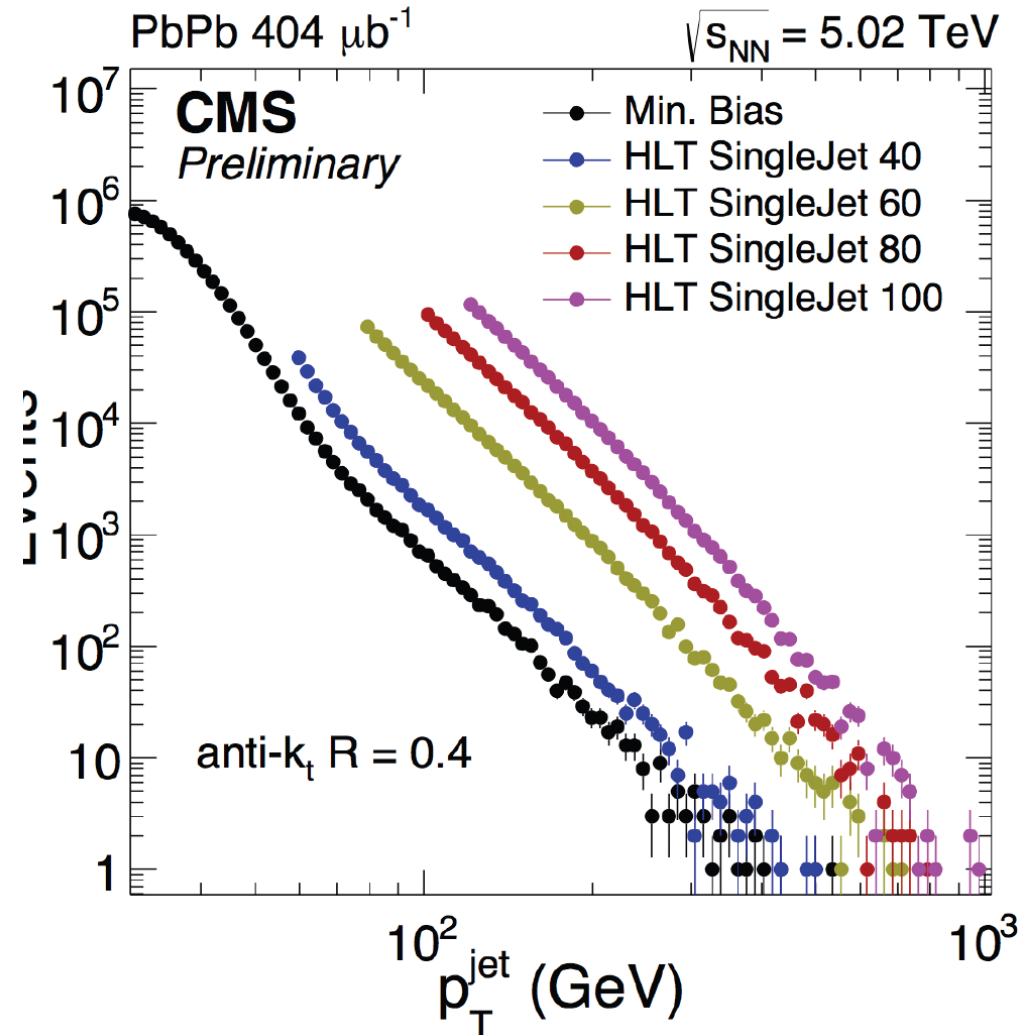 PbPb 404 μb⁻¹ √s_NN = 5.02 TeV
10⁷
10⁶
10⁵
10⁴
10³
10²
10
1
CMS
Preliminary
Min. Bias
HLT SingleJet 40
HLT SingleJet 60
HLT SingleJet 80
HLT SingleJet 100
anti-k_t R = 0.4
10² 10³
p_T^jet (GeV)